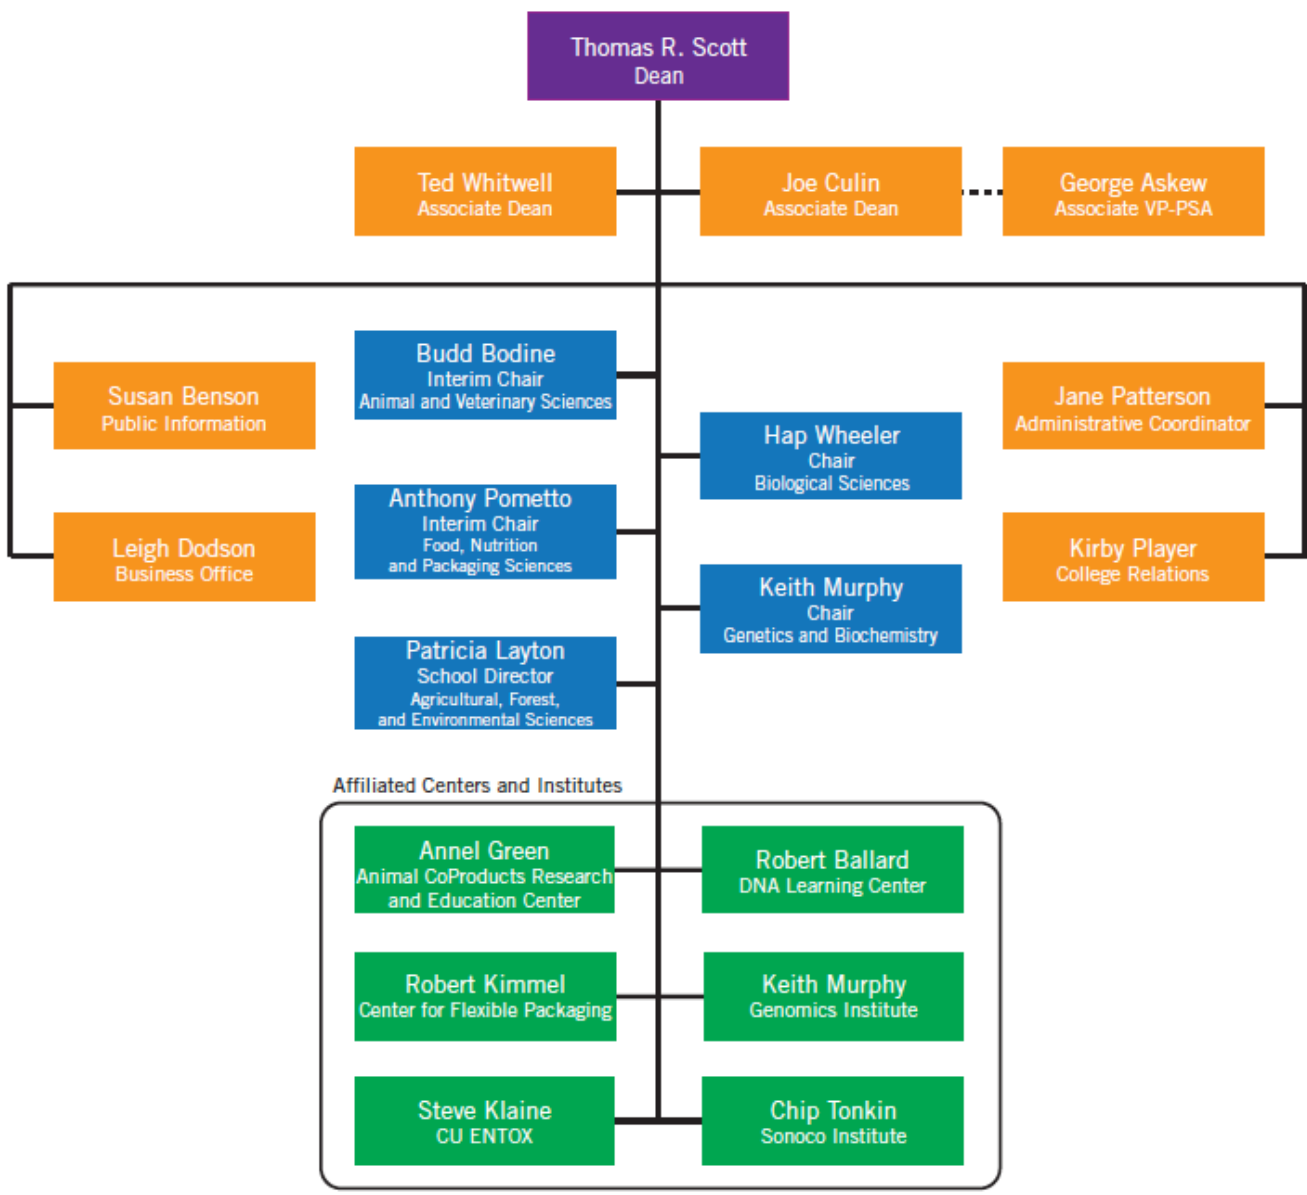 Thomas R. Scott
Dean
Ted Whitwell
Associate Dean
Joe Culin
Associate Dean
George Askew
Associate VP-PSA
Budd Bodine
Interim Chair
Animal and Veterinary Sciences
Susan Benson
Public Information
Jane Patterson
Administrative Coordinator
Hap Wheeler
Chair
Biological Sciences
Anthony Pometto
Interim Chair
Food, Nutrition
and Packaging Sciences
Leigh Dodson
Business Office
Kirby Player
College Relations
Keith Murphy
Chair
Genetics and Biochemistry
Patricia Layton
School Director
Agricultural, Forest,
and Environmental Sciences
Affiliated Centers and Institutes
Annel Green
Animal CoProducts Research
and Education Center
Robert Ballard
DNA Learning Center
Robert Kimmel
Center for Flexible Packaging
Keith Murphy
Genomics Institute
Steve Klaine
CU ENTOX
Chip Tonkin
Sonoco Institute